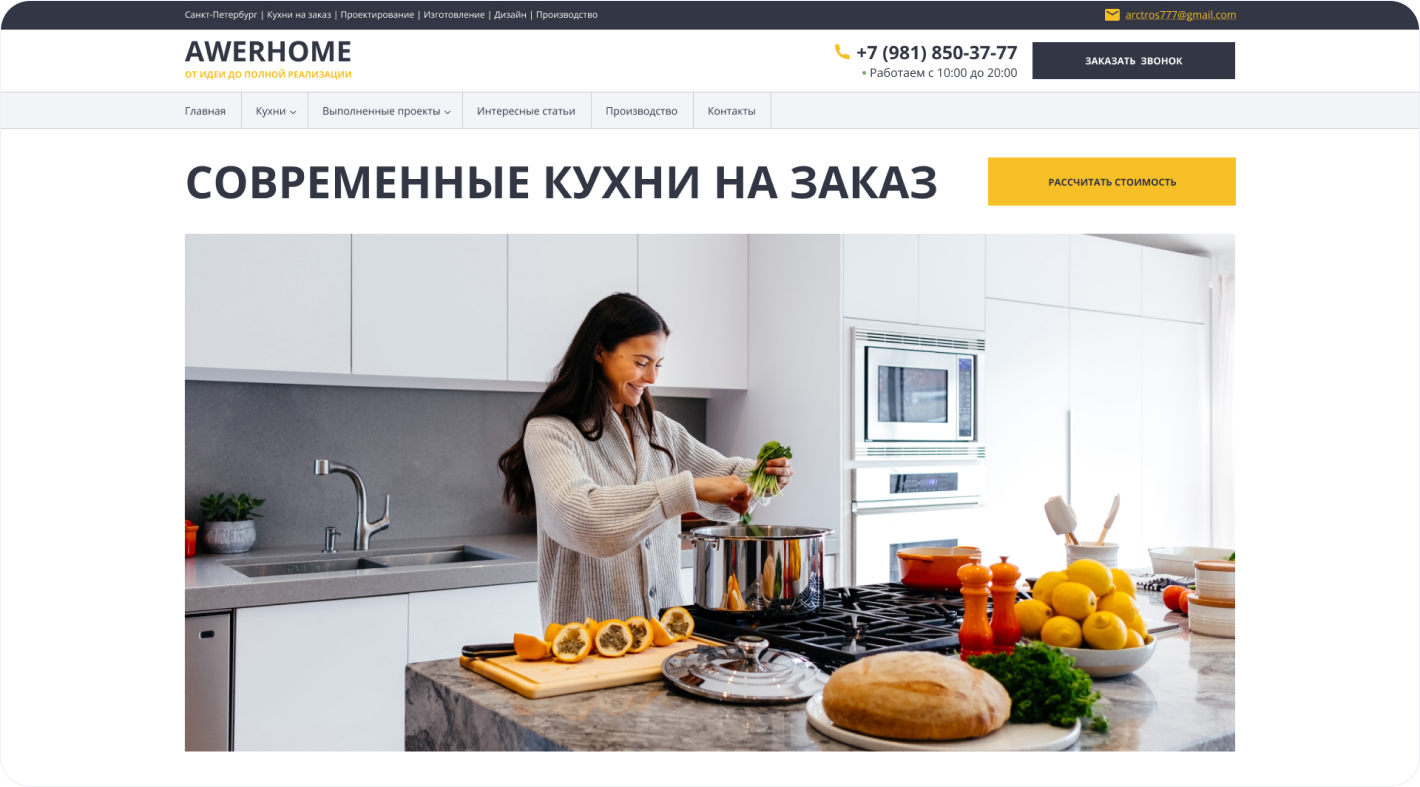 Санкт-Петербург | Кухни на заказ | Проектирование | Изготовление | Дизайн | Производство
arctros777@gmail.com
AWERHOME
ОТ ИДЕИ ДО ПОЛНОЙ РЕАЛИЗАЦИИ
+7 (981) 850-37-77
• Работаем с 10:00 до 20:00
ЗАКАЗАТЬ ЗВОНОК
Главная
Кухни
Выполненные проекты
Интересные статьи
Производство
Контакты
СОВРЕМЕННЫЕ КУХНИ НА ЗАКАЗ
РАССЧИТАТЬ СТОИМОСТЬ